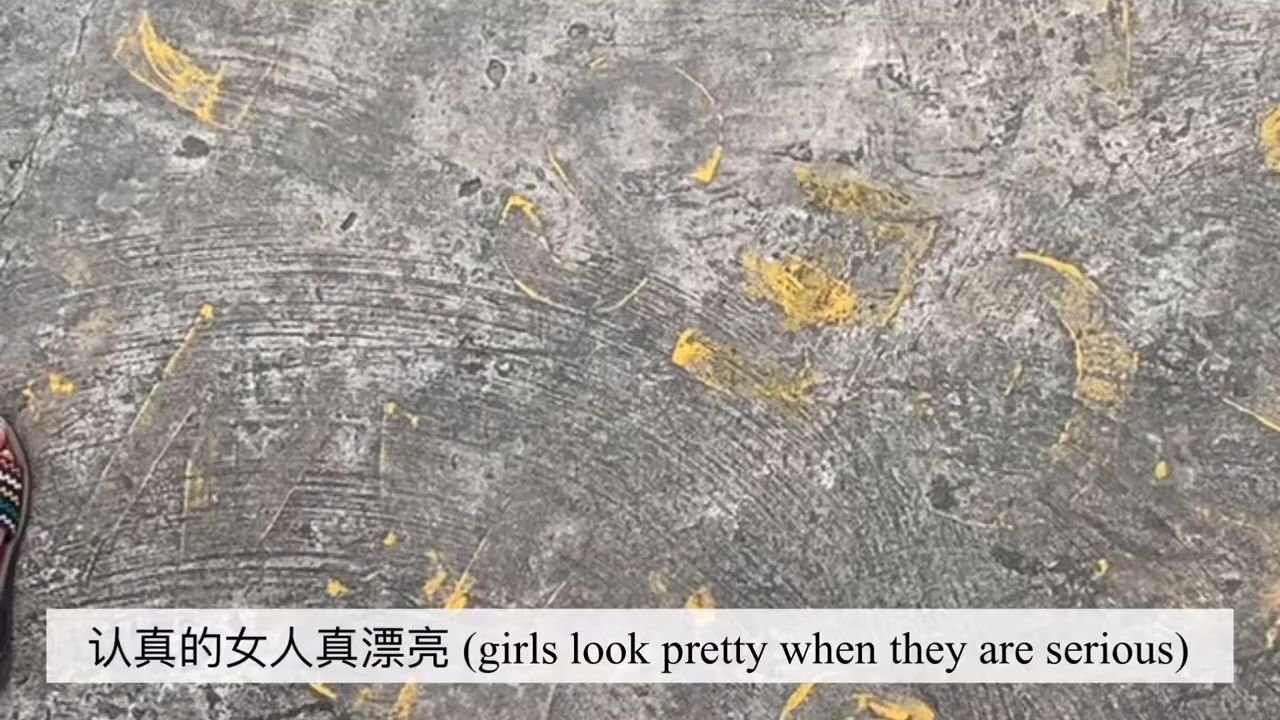 认真的女人真漂亮 (girls look pretty when they are serious)